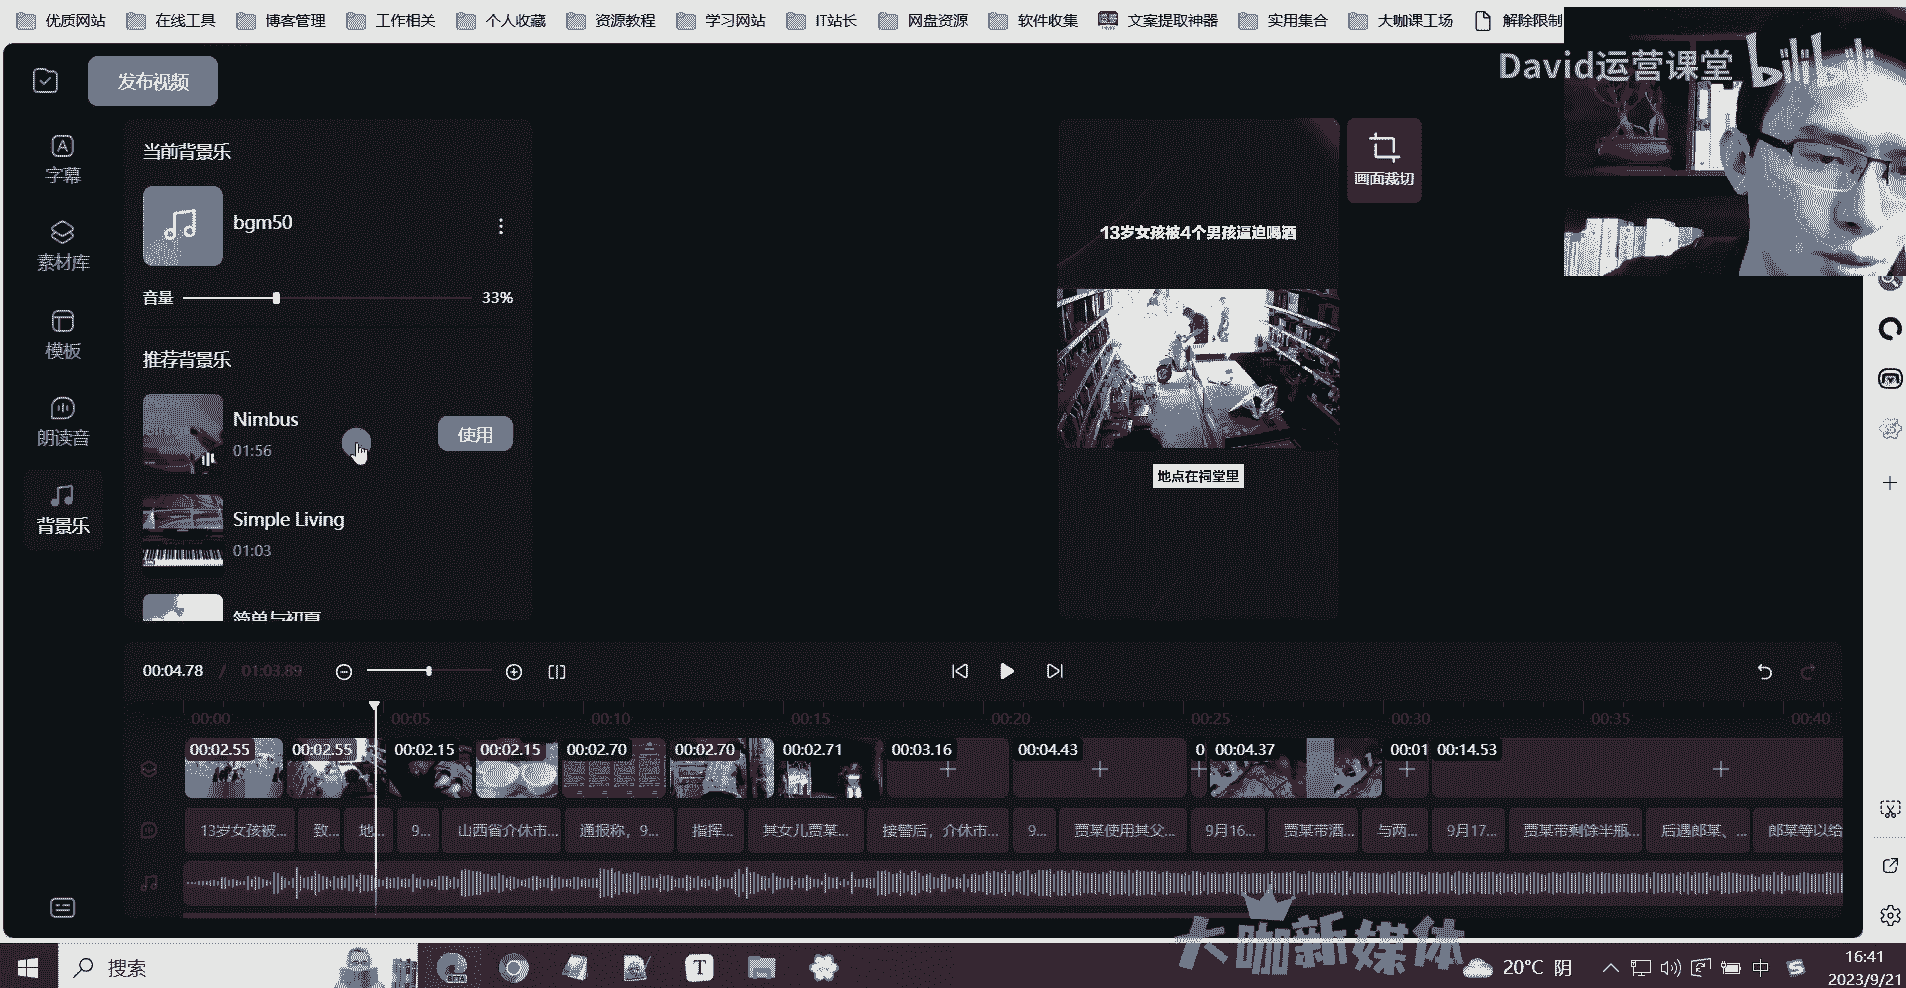 优质网站 在线工具 博客管理 工作相关 个人收藏 资源教程 学习网站 IT站长 网盘资源 软件收集 文案提取神器 实用集合 大咖课工场 解除限制
David运营课堂 bilibili
发布视频
字幕
素材库
模板
朗读音
背景乐
当前背景乐
bgm50
音量 33%
推荐背景乐
Nimbus
01:56
使用
Simple Living
01:03
简单与初夏
画面裁切
13岁女孩被4个男孩逼迫喝酒
地点在祠堂里
00:04.78 / 01:03.89
00:00 00:05 00:10 00:15 00:20 00:25 00:30 00:35 00:40
00:02.55 00:02.55 00:02.15 00:02.15 00:02.70 00:02.70 00:02.71 00:03.16 00:04.43 0 00:04.37 00:01 00:14.53
13岁女孩被... 致... 地... 9... 山西省介休市... 通报称，9... 指挥... 其女儿贾某... 接警后，介休市... 9... 贾某使用其父... 9月16... 贾某带酒... 与两... 9月17... 贾某带剩余半瓶... 后遇郎某、... 郎某等以给
大咖新媒体
搜索
BETA
T
20°C 阴
中
16:41
2023/9/21